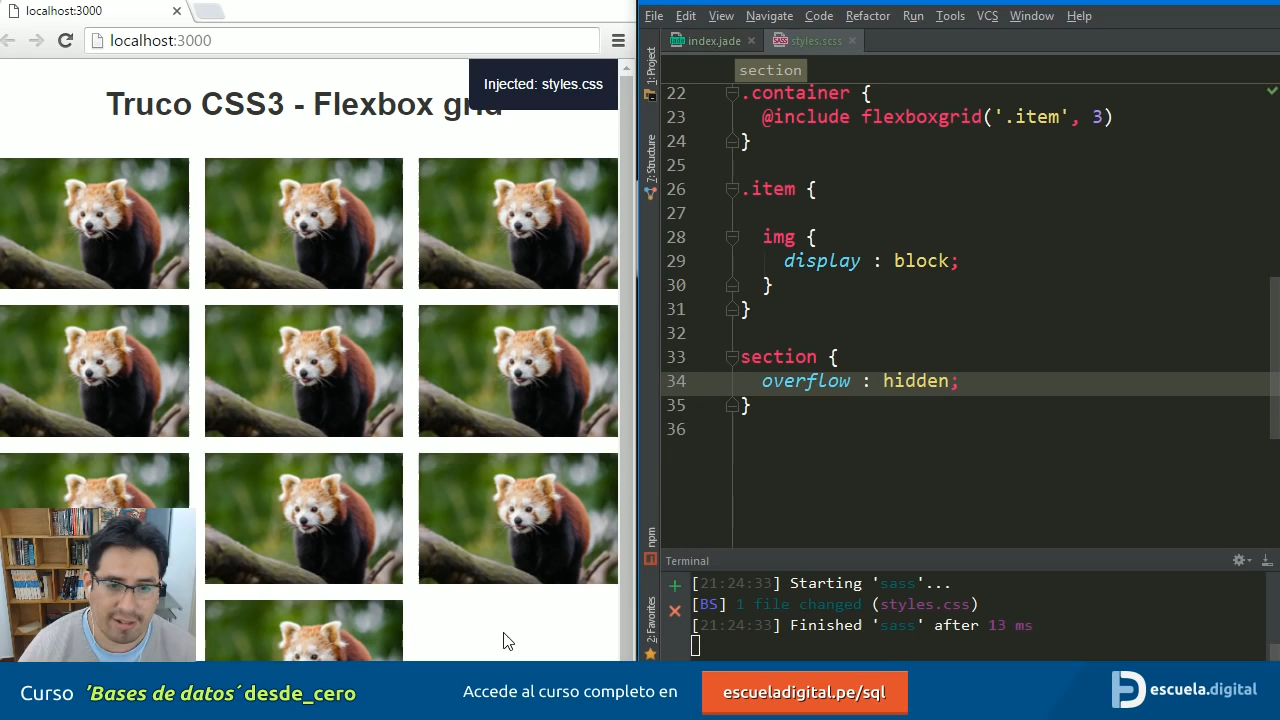 localhost:3000
localhost:3000
Injected: styles.css
Truco CSS3 - Flexbox grid
File Edit View Navigate Code Refactor Run Tools VCS Window Help
index.jade
styles.scss
section
1: Project
7: Structure
npm
2: Favorites
22 .container {
23 @include flexboxgrid('.item', 3)
24 }
25
26 .item {
27
28 img {
29 display : block;
30 }
31 }
32
33 section {
34 overflow : hidden;
35 }
36
Terminal
[21:24:33] Starting 'sass'...
[BS] 1 file changed (styles.css)
[21:24:33] Finished 'sass' after 13 ms
Curso 'Bases de datos´ desde_cero
Accede al curso completo en
escueladigital.pe/sql
escuela.digital